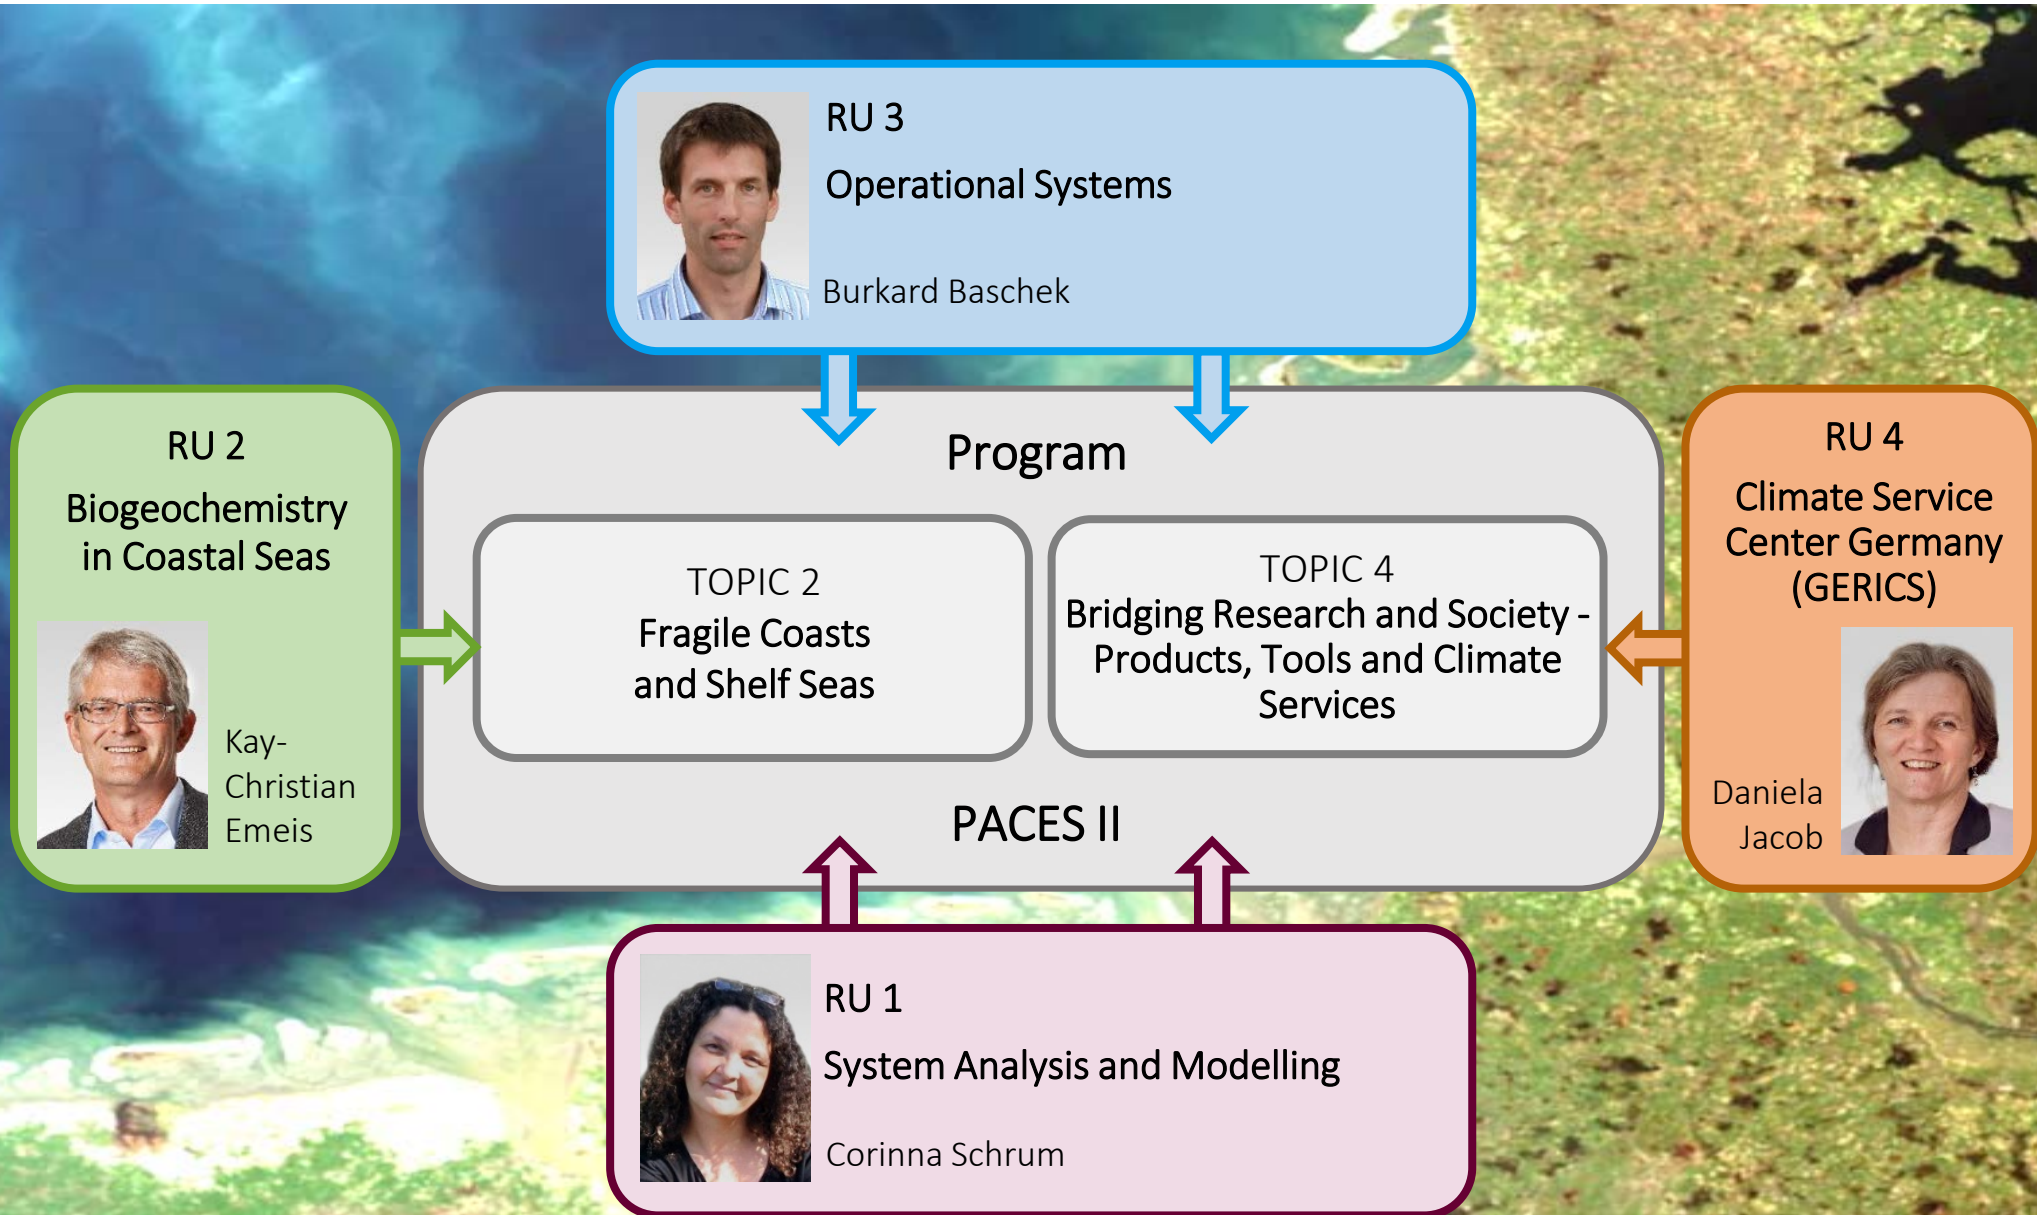 RU 3
Operational Systems
Burkard Baschek
RU 2
Biogeochemistry
in Coastal Seas
Kay-
Christian
Emeis
Program
TOPIC 2
Fragile Coasts
and Shelf Seas
TOPIC 4
Bridging Research and Society -
Products, Tools and Climate
Services
PACES II
RU 4
Climate Service
Center Germany
(GERICS)
Daniela
Jacob
RU 1
System Analysis and Modelling
Corinna Schrum